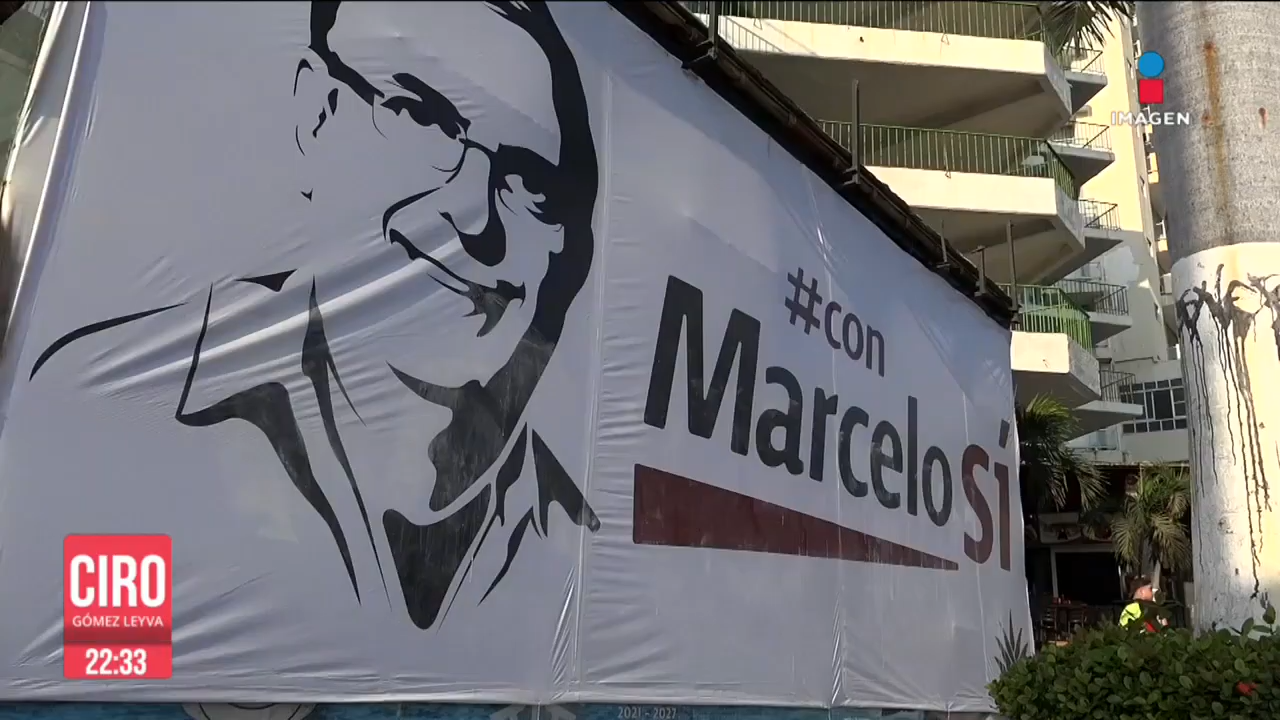 IMAGEN
#con
Marcelo sí
CIRO
GÓMEZ LEYVA
22:33
2021 - 2027